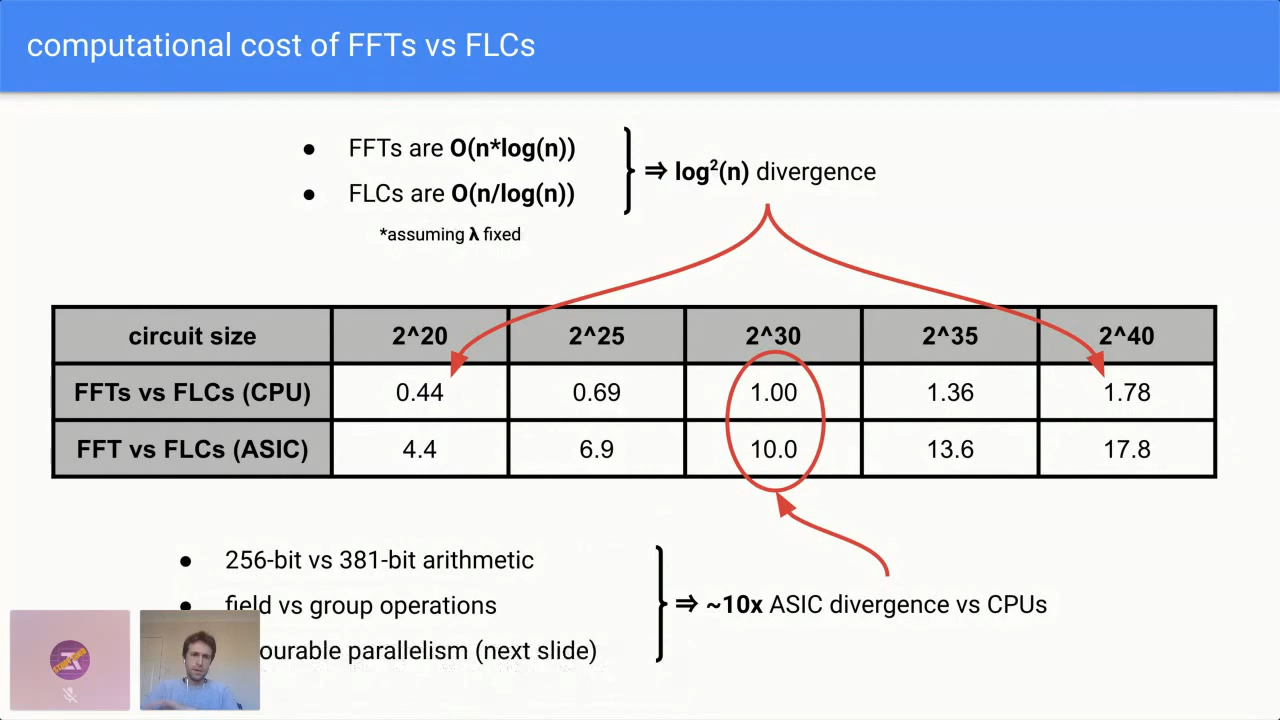 computational cost of FFTs vs FLCs
● FFTs are O(n*log(n))
● FLCs are O(n/log(n))
*assuming λ fixed
⇒ log²(n) divergence
circuit size 2^20 2^25 2^30 2^35 2^40
FFTs vs FLCs (CPU) 0.44 0.69 1.00 1.36 1.78
FFT vs FLCs (ASIC) 4.4 6.9 10.0 13.6 17.8
● 256-bit vs 381-bit arithmetic
● field vs group operations
ourable parallelism (next slide)
⇒ ~10x ASIC divergence vs CPUs